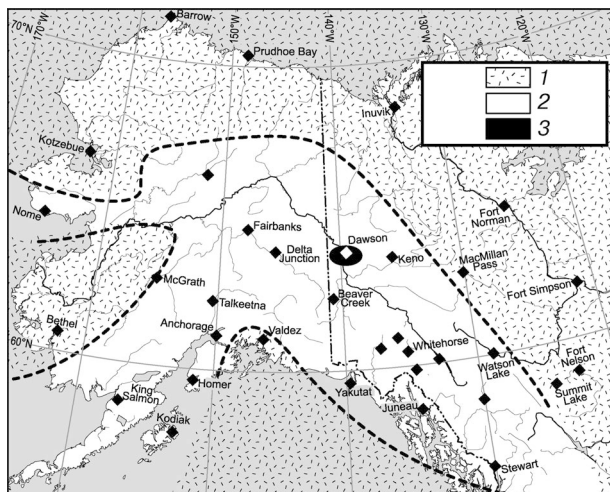 170°W
Barrow
150°W
140°W
130°W
120°W
70°N
70°N
Prudhoe Bay
1
2
3
Inuvik
Kotzebue
Nome
Fort
Norman
Fairbanks
Dawson
Delta
Junction
Keno
MacMillan
Pass
McGrath
Fort Simpson
Talkeetna
Beaver
Creek
Bethel
Anchorage
Valdez
60°N
Whitehorse
Fort
Nelson
Watson
Lake
Summit
Lake
King
Salmon
Homer
Yakutat
Juneau
Kodiak
Stewart